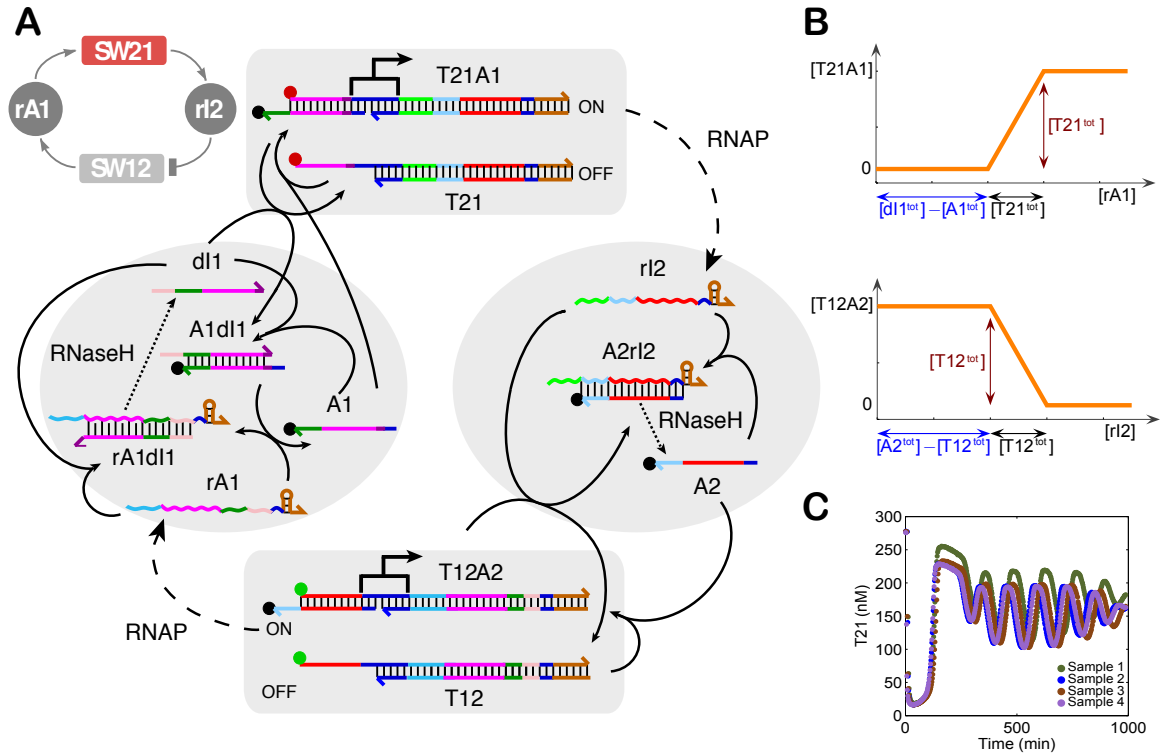 A
SW21
rA1
rI2
SW12
T21A1
ON
OFF
T21
RNAP
dI1
A1dI1
RNaseH
A1
rA1dI1
rA1
rI2
A2rI2
RNaseH
A2
RNAP
T12A2
ON
OFF
T12
B
[T21A1]
0
[T21tot]
[rA1]
[dI1tot]−[A1tot]
[T21tot]
[T12A2]
0
[T12tot]
[rI2]
[A2tot]−[T12tot]
[T12tot]
C
300
250
200
150
100
50
0
T21 (nM)
Sample 1
Sample 2
Sample 3
Sample 4
0
500
1000
Time (min)